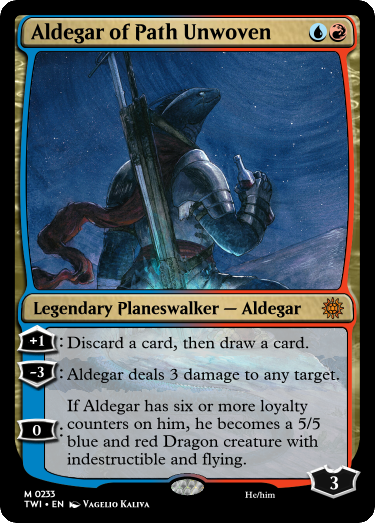 Aldegar of Path Unwoven
Legendary Planeswalker — Aldegar
+1: Discard a card, then draw a card.
-3: Aldegar deals 3 damage to any target.
If Aldegar has six or more loyalty
counters on him, he becomes a 5/5
0: blue and red Dragon creature with
indestructible and flying.
3
M 0233
He/him
TWI • EN Vagelio Kaliva